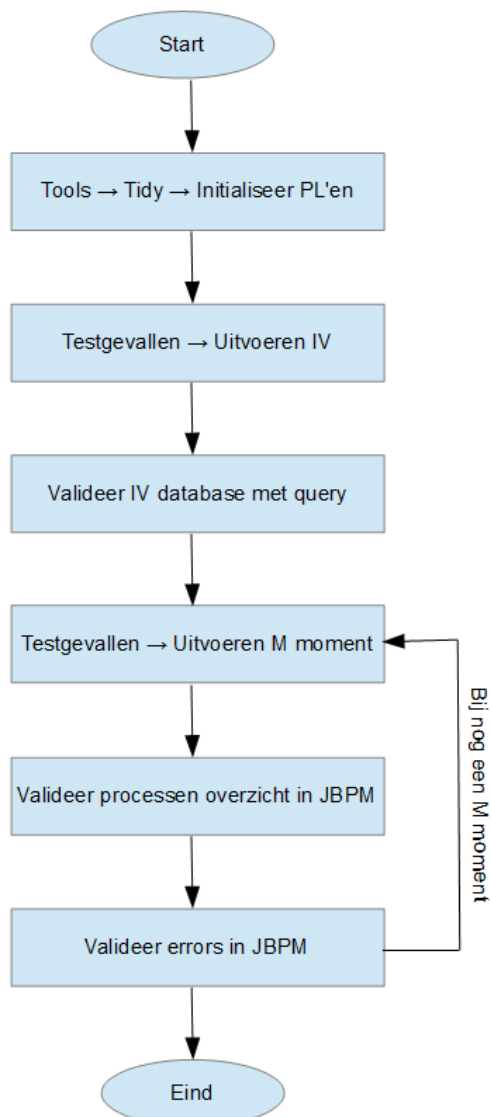 Start
Tools → Tidy → Initialiseer PL'en
Testgevallen → Uitvoeren IV
Valideer IV database met query
Testgevallen → Uitvoeren M moment
Bij nog een M moment
Valideer processen overzicht in JBPM
Valideer errors in JBPM
Eind